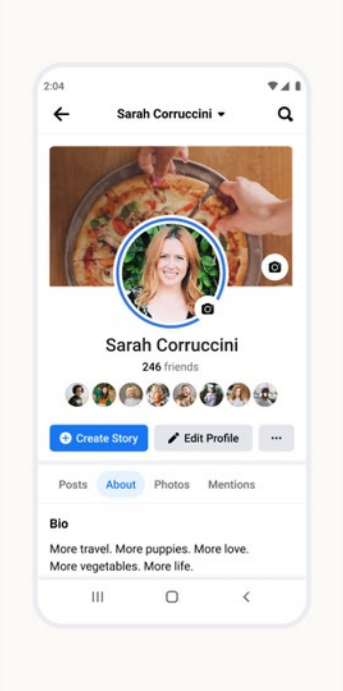 2:04
Sarah Corruccini
Sarah Corruccini
246 friends
Create Story
Edit Profile
Posts About Photos Mentions
Bio
More travel. More puppies. More love.
More vegetables. More life.